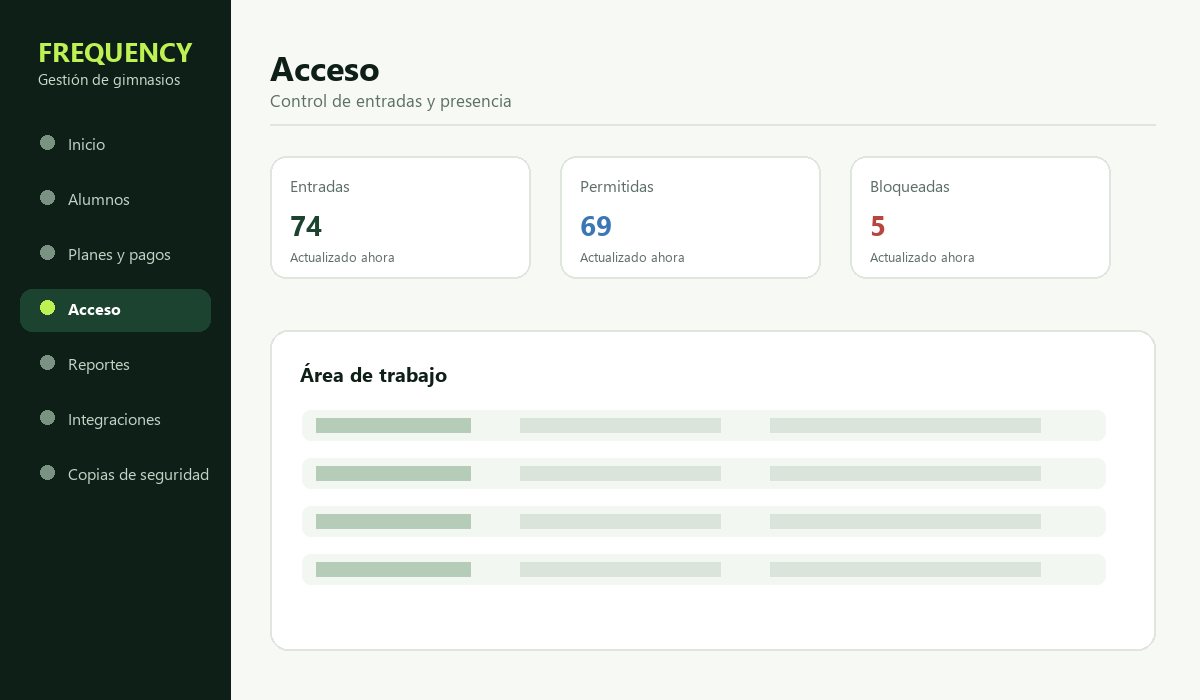 FREQUENCY
Gestión de gimnasios
Inicio
Alumnos
Planes y pagos
Acceso
Reportes
Integraciones
Copias de seguridad
Acceso
Control de entradas y presencia
Entradas
74
Actualizado ahora
Permitidas
69
Actualizado ahora
Bloqueadas
5
Actualizado ahora
Área de trabajo